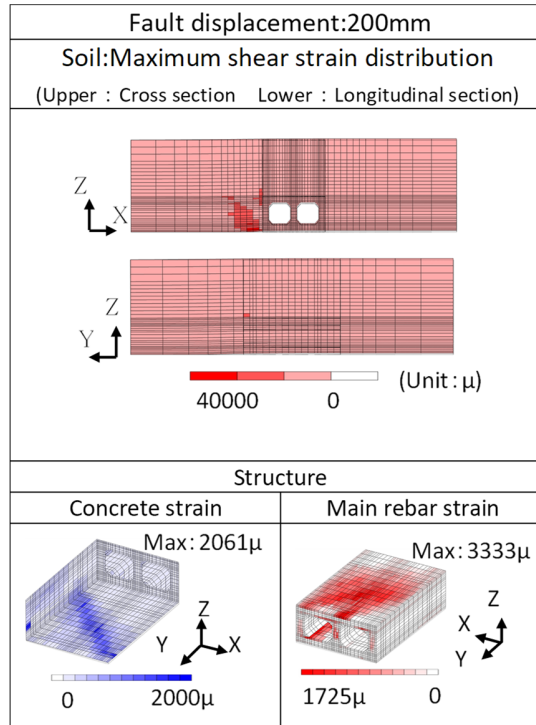 Fault displacement:200mm
Soil:Maximum shear strain distribution
(Upper : Cross section Lower : Longitudinal section)
Z
X
Z
Y
40000 0 (Unit:μ)
Structure
Concrete strain Main rebar strain
Max:2061μ
Max:3333μ
Z
X
Y
Z
X
Y
0 2000μ
1725μ 0